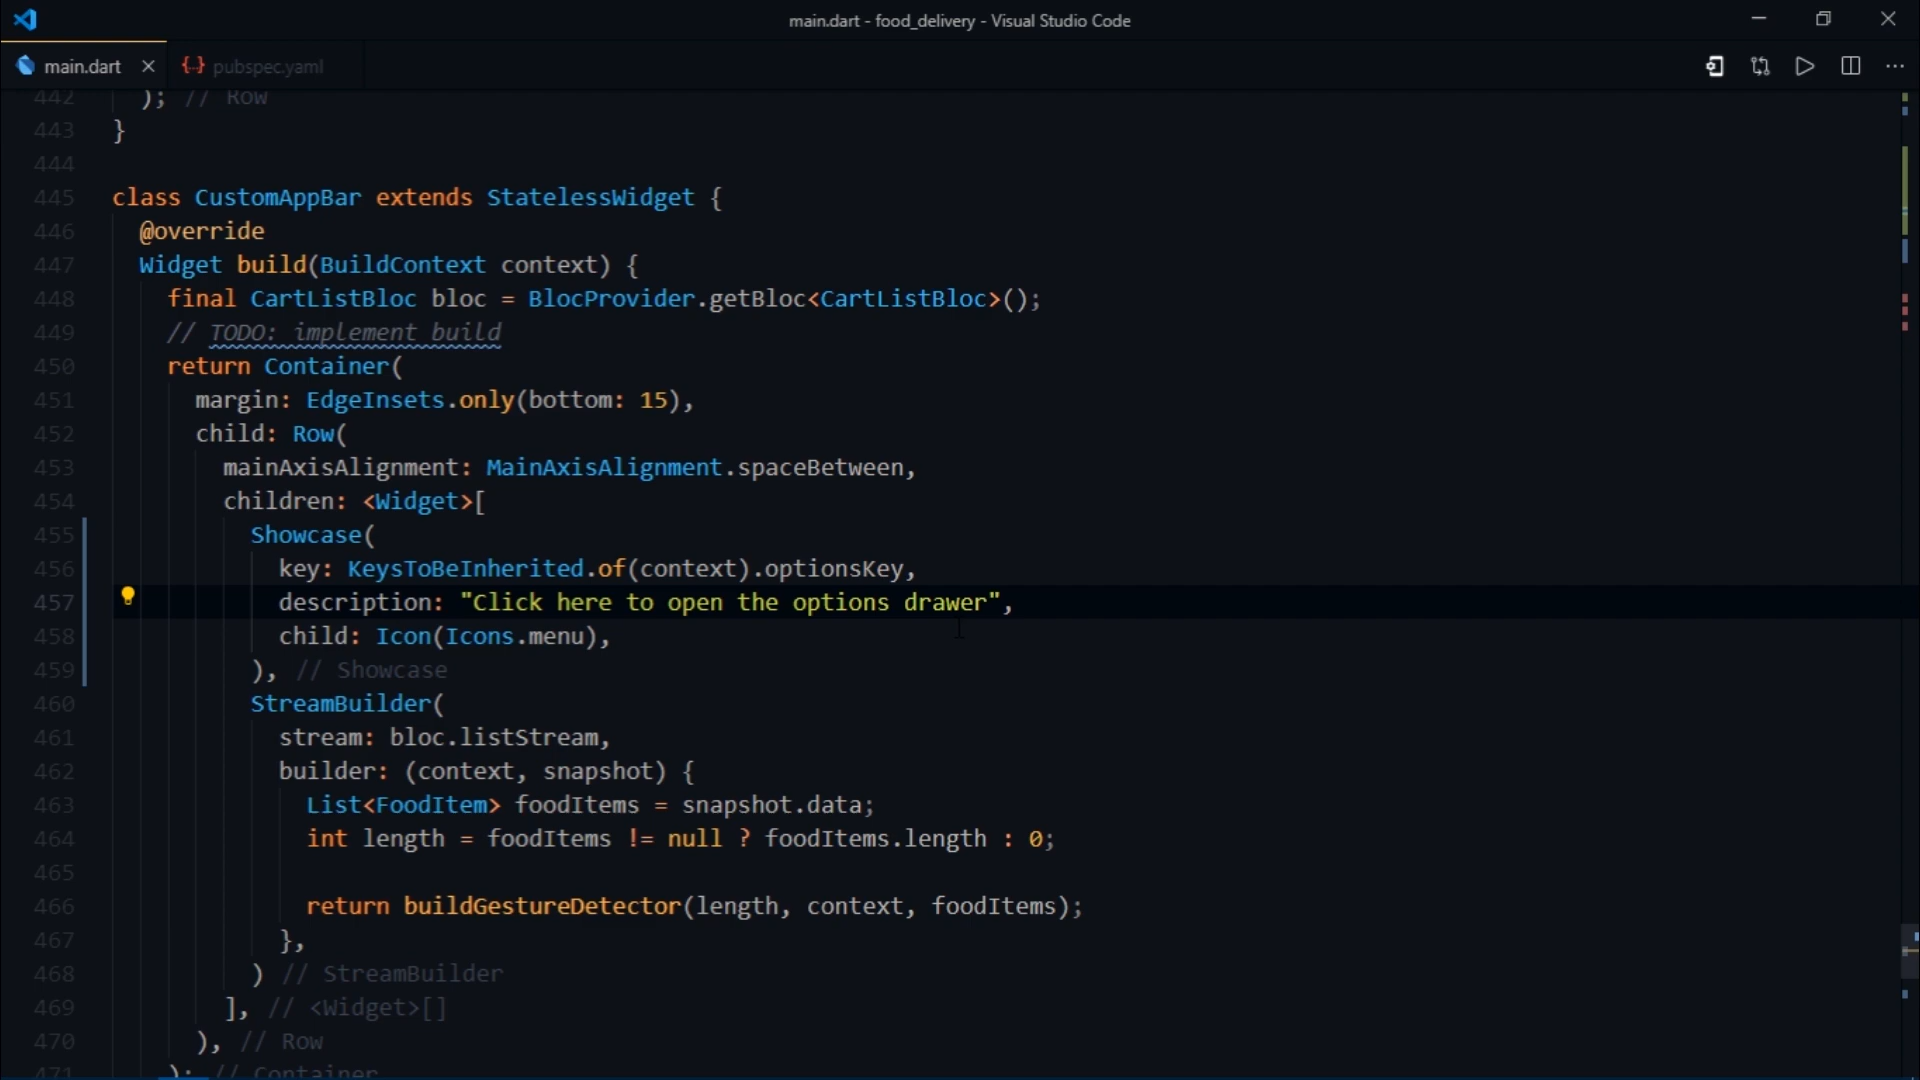 main.dart - food_delivery - Visual Studio Code
main.dart
{} pubspec.yaml
442 ); // Row
443 }
444
445 class CustomAppBar extends StatelessWidget {
446 @override
447 Widget build(BuildContext context) {
448 final CartListBloc bloc = BlocProvider.getBloc<CartListBloc>();
449 // TODO: implement build
450 return Container(
451 margin: EdgeInsets.only(bottom: 15),
452 child: Row(
453 mainAxisAlignment: MainAxisAlignment.spaceBetween,
454 children: <Widget>[
455 Showcase(
456 key: KeysToBeInherited.of(context).optionsKey,
457 description: "Click here to open the options drawer",
458 child: Icon(Icons.menu),
459 ), // Showcase
460 StreamBuilder(
461 stream: bloc.listStream,
462 builder: (context, snapshot) {
463 List<FoodItem> foodItems = snapshot.data;
464 int length = foodItems != null ? foodItems.length : 0;
465
466 return buildGestureDetector(length, context, foodItems);
467 },
468 ) // StreamBuilder
469 ], // <Widget>[]
470 ), // Row
471 ); // Container